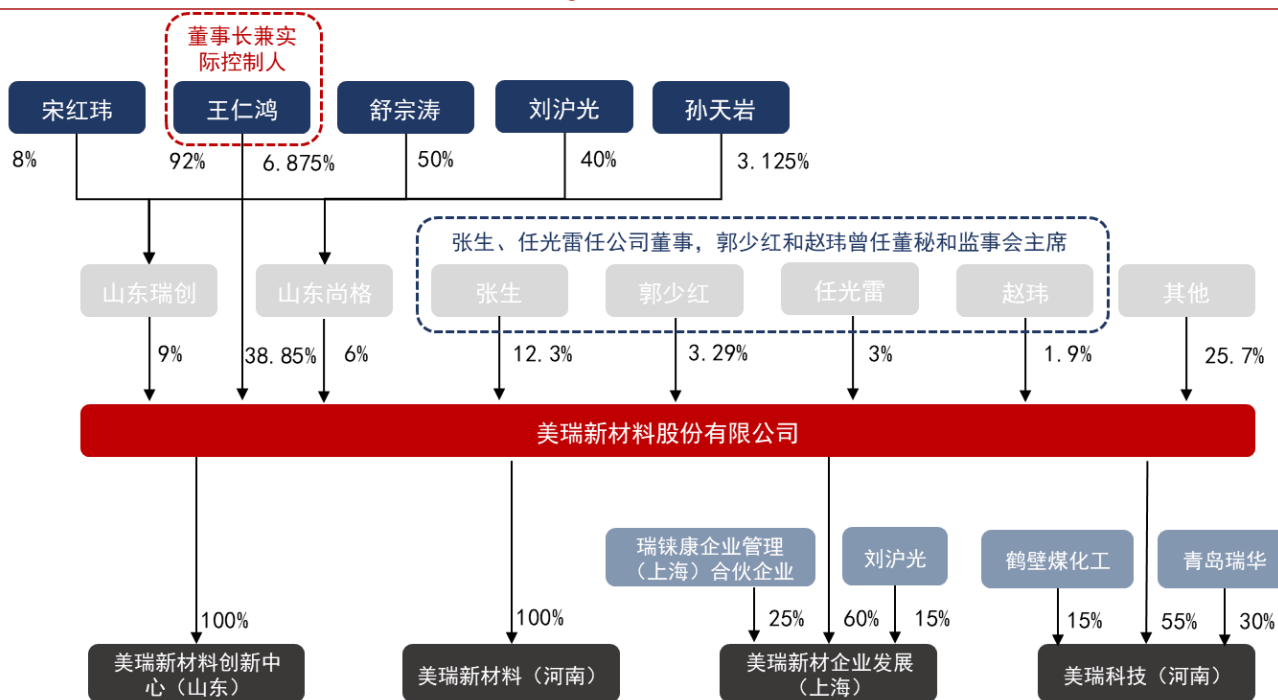 董事长兼实
际控制人
宋红玮
王仁鸿
舒宗涛
刘沪光
孙天岩
8%
92%
6.875%
50%
40%
3.125%
张生、任光雷任公司董事，郭少红和赵玮曾任董秘和监事会主席
山东瑞创
山东尚格
张生
郭少红
任光雷
赵玮
其他
9%
38.85%
6%
12.3%
3.29%
3%
1.9%
25.7%
美瑞新材料股份有限公司
瑞铼康企业管理
（上海）合伙企业
刘沪光
鹤壁煤化工
青岛瑞华
100%
100%
25%
60%
15%
15%
55%
30%
美瑞新材料创新中
心（山东）
美瑞新材料（河南）
美瑞新材企业发展
（上海）
美瑞科技（河南）